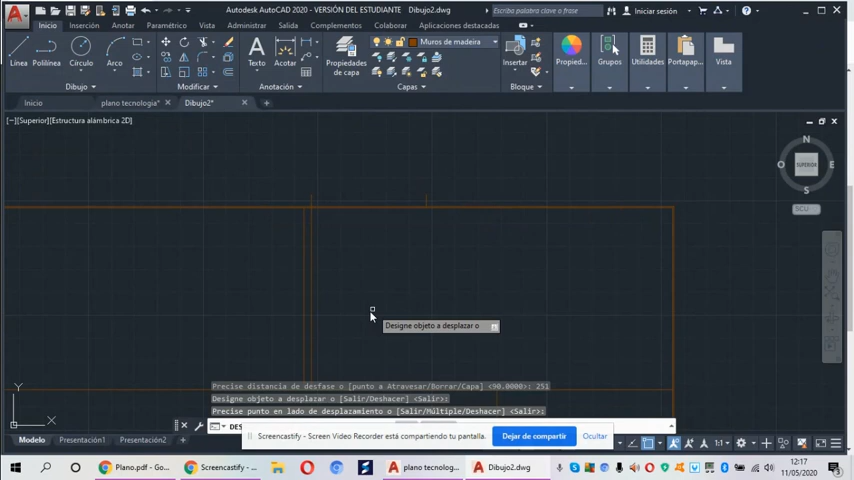 Autodesk AutoCAD - VERSIÓN DEL ESTUDIANTE Dibujo2.dwg
Escriba palabra clave o frase
Iniciar sesión
Inicio Inserción Anotar Paramétrico Vista Administrar Salida Complementos Colaborar Aplicaciones destacadas
Muros de madera
Línea Polilínea Círculo Arco Texto Acotar Propiedades de capa Insertar Propied... Grupos Utilidades Portapap... Vista
Dibujo Modificar Anotación Capas Bloque
Inicio plano tecnologia* Dibujo2*
[−][Superior][Estructura alámbrica 2D]
N
O SUPERIOR E
S
SCU
Designe objeto a desplazar o
Precise distancia de desfase o [punto a Atravesar/Borrar/Capa] <90.0000>: 251
Designe objeto a desplazar o [Salir/Deshacer] <Salir>:
Precise punto en lado de desplazamiento o [Salir/Múltiple/Deshacer] <Salir>:
Y
X
DES
Screencastify - Screen Video Recorder está compartiendo tu pantalla.
Dejar de compartir
Ocultar
Modelo Presentación1 Presentación2
1:1
Plano.pdf - Go...
Screencastify - ...
plano tecnolog...
Dibujo2.dwg
12:17
11/05/2020